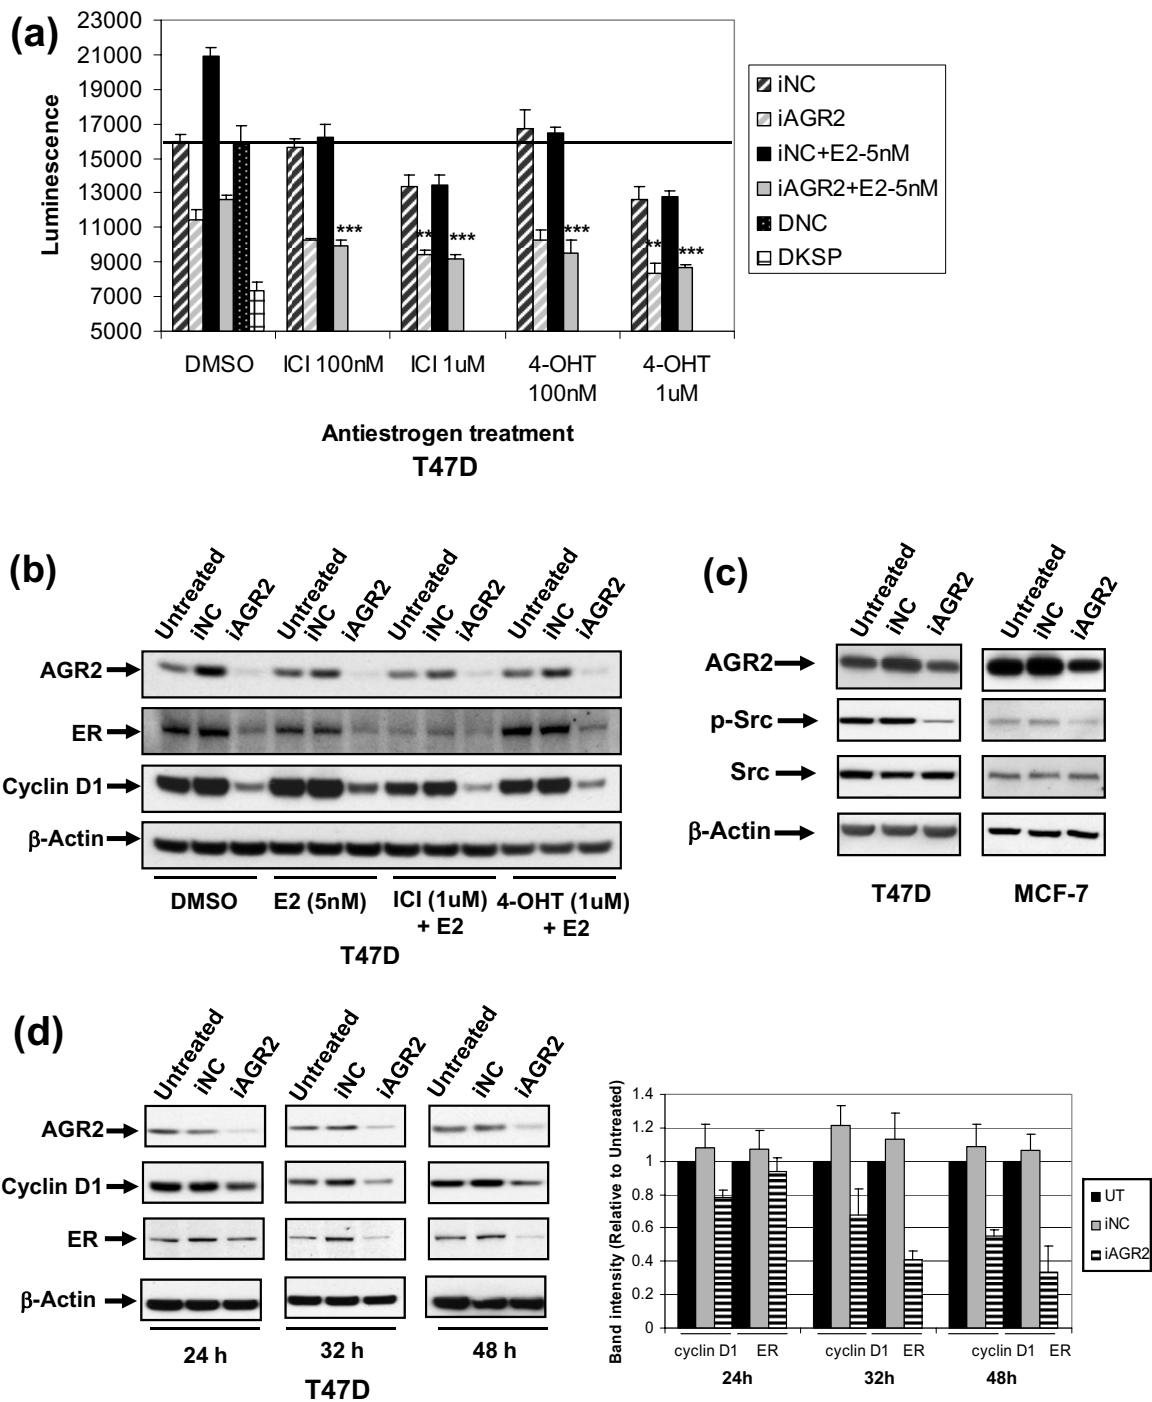 (a)
23000
21000
19000
17000
15000
13000
11000
9000
7000
5000
Luminescence
***
**
***
***
**
***
DMSO
ICI 100nM
ICI 1uM
4-OHT
100nM
4-OHT
1uM
Antiestrogen treatment
T47D
iNC
iAGR2
iNC+E2-5nM
iAGR2+E2-5nM
DNC
DKSP
(b)
Untreated iNC iAGR2 Untreated iNC iAGR2 Untreated iNC iAGR2 Untreated iNC iAGR2
AGR2
ER
Cyclin D1
β-Actin
DMSO
E2 (5nM)
ICI (1uM)
+ E2
4-OHT (1uM)
+ E2
T47D
(c)
Untreated iNC iAGR2 Untreated iNC iAGR2
AGR2
p-Src
Src
β-Actin
T47D
MCF-7
(d)
Untreated iNC iAGR2 Untreated iNC iAGR2 Untreated iNC iAGR2
AGR2
Cyclin D1
ER
β-Actin
24 h
32 h
48 h
T47D
Band intensity (Relative to Untreated)
1.4
1.2
1
0.8
0.6
0.4
0.2
0
cyclin D1 ER cyclin D1 ER cyclin D1 ER
24h 32h 48h
UT
iNC
iAGR2